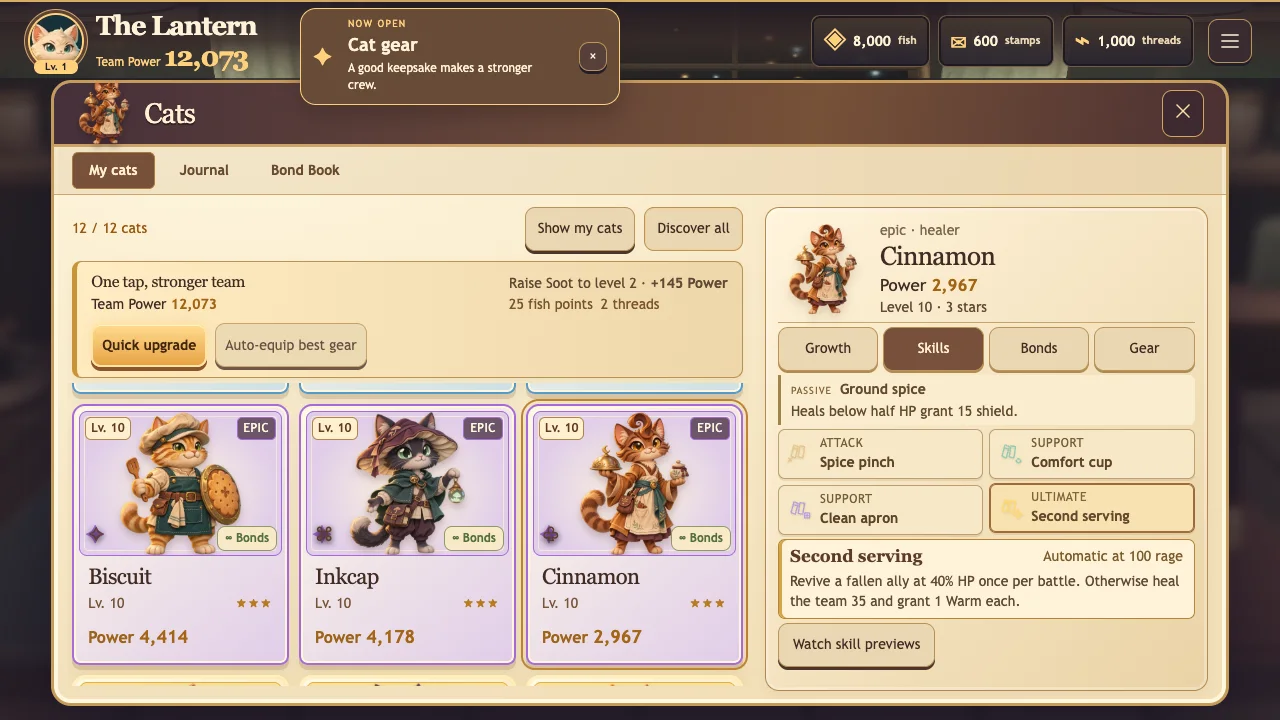 The Lantern
Team Power 12,073
Lv. 1
NOW OPEN
Cat gear
A good keepsake makes a stronger
crew.
×
8,000 fish
600 stamps
1,000 threads
Cats
My cats
Journal
Bond Book
12 / 12 cats
Show my cats
Discover all
One tap, stronger team
Team Power 12,073
Raise Soot to level 2 · +145 Power
25 fish points 2 threads
Quick upgrade
Auto-equip best gear
Lv. 10
EPIC
∞ Bonds
Biscuit
Lv. 10
★★★
Power 4,414
Lv. 10
EPIC
∞ Bonds
Inkcap
Lv. 10
★★★
Power 4,178
Lv. 10
EPIC
∞ Bonds
Cinnamon
Lv. 10
★★★
Power 2,967
epic · healer
Cinnamon
Power 2,967
Level 10 · 3 stars
Growth
Skills
Bonds
Gear
PASSIVE Ground spice
Heals below half HP grant 15 shield.
ATTACK
Spice pinch
SUPPORT
Comfort cup
SUPPORT
Clean apron
ULTIMATE
Second serving
Second serving
Automatic at 100 rage
Revive a fallen ally at 40% HP once per battle. Otherwise heal
the team 35 and grant 1 Warm each.
Watch skill previews